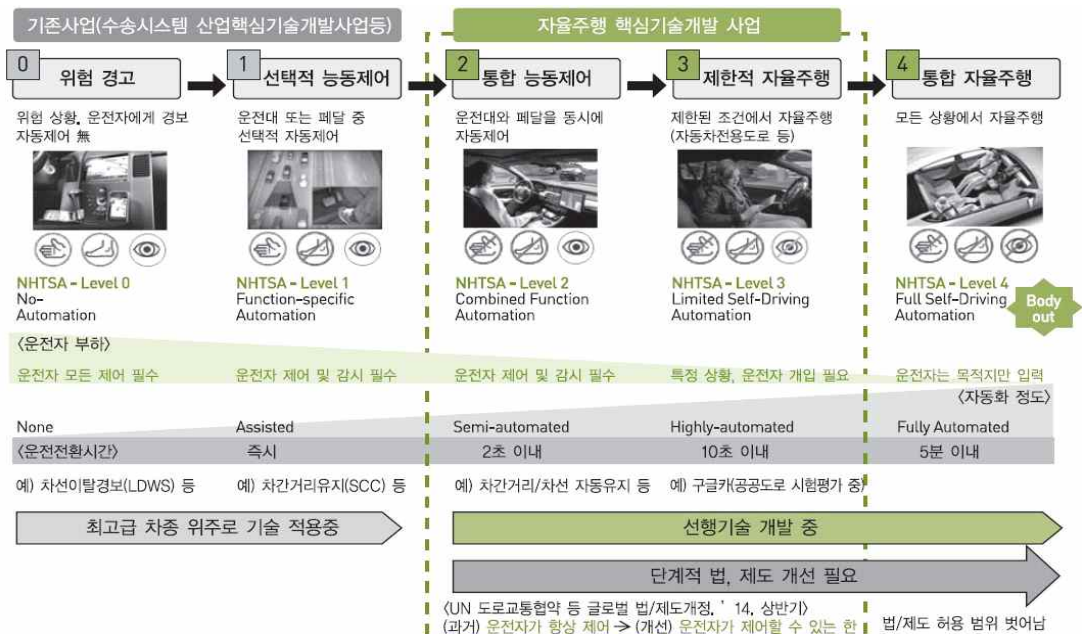 기존사업(수송시스템 산업핵심기술개발사업등)
자율주행 핵심기술개발 사업
0
위험 경고
1
선택적 능동제어
2
통합 능동제어
3
제한적 자율주행
4
통합 자율주행
위험 상황, 운전자에게 경보
자동제어 無
운전대 또는 페달 중
선택적 자동제어
운전대와 페달을 동시에
자동제어
제한된 조건에서 자율주행
(자동차전용도로 등)
모든 상황에서 자율주행
NHTSA - Level 0
No-
Automation
NHTSA - Level 1
Function-specific
Automation
NHTSA - Level 2
Combined Function
Automation
NHTSA - Level 3
Limited Self-Driving
Automation
NHTSA - Level 4
Full Self-Driving
Automation
Body
out
〈운전자 부하〉
운전자 모든 제어 필수
운전자 제어 및 감시 필수
운전자 제어 및 감시 필수
특정 상황, 운전자 개입 필요
운전자는 목적지만 입력
〈자동화 정도〉
None
Assisted
Semi-automated
Highly-automated
Fully Automated
〈운전전환시간〉
즉시
2초 이내
10초 이내
5분 이내
예) 차선이탈경보(LDWS) 등
예) 차간거리유지(SCC) 등
예) 차간거리/차선 자동유지 등
예) 구글카(공공도로 시험평가 중)
최고급 차종 위주로 기술 적용중
선행기술 개발 중
단계적 법, 제도 개선 필요
〈UN 도로교통협약 등 글로벌 법/제도개정, ` 14, 상반기〉
(과거) 운전자가 항상 제어 → (개선) 운전자가 제어할 수 있는 한
법/제도 허용 범위 벗어남